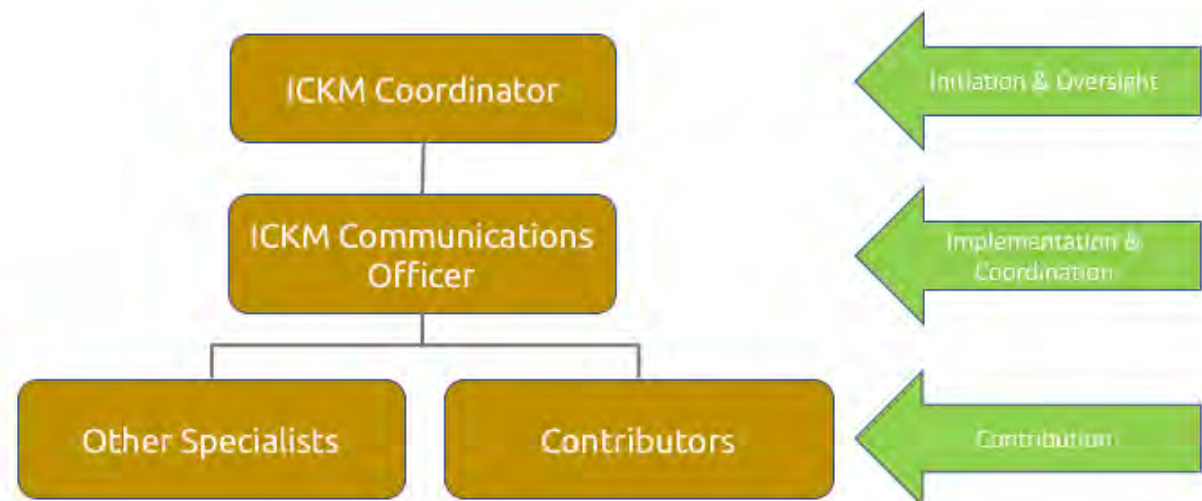 ICKM Coordinator
Initiation & Oversight
ICKM Communications
Officer
Implementation &
Coordination
Other Specialists
Contributors
Contribution